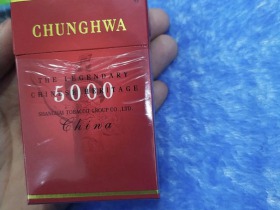 CHUNGHWA
THE LEGENDARY
5000
SHANGHAI TOBACCO GROUP CO., LTD
China